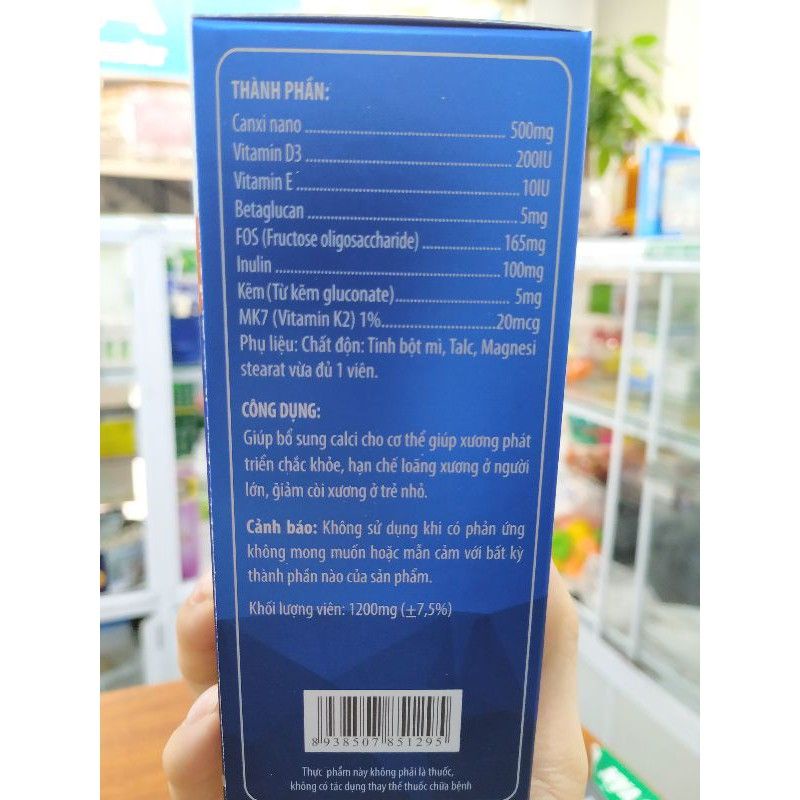 THÀNH PHẦN:
Canxi nano ........................................ 500mg
Vitamin D3 ........................................ 200IU
Vitamin E ........................................ 10IU
Betaglucan ........................................ 5mg
FOS (Fructose oligosaccharide) ............... 165mg
Inulin ........................................ 100mg
Kẽm (Từ kẽm gluconate)...................... 5mg
MK7 (Vitamin K2) 1%......................20mcg
Phụ liệu: Chất độn: Tinh bột mì, Talc, Magnesi
stearat vừa đủ 1 viên.
CÔNG DỤNG:
Giúp bổ sung calci cho cơ thể giúp xương phát
triển chắc khỏe, hạn chế loãng xương ở người
lớn, giảm còi xương ở trẻ nhỏ.
Cảnh báo: Không sử dụng khi có phản ứng
không mong muốn hoặc mẫn cảm với bất kỳ
thành phần nào của sản phẩm.
Khối lượng viên: 1200mg (±7,5%)
8 938507 851295
Thực phẩm này không phải là thuốc,
không có tác dụng thay thế thuốc chữa bệnh